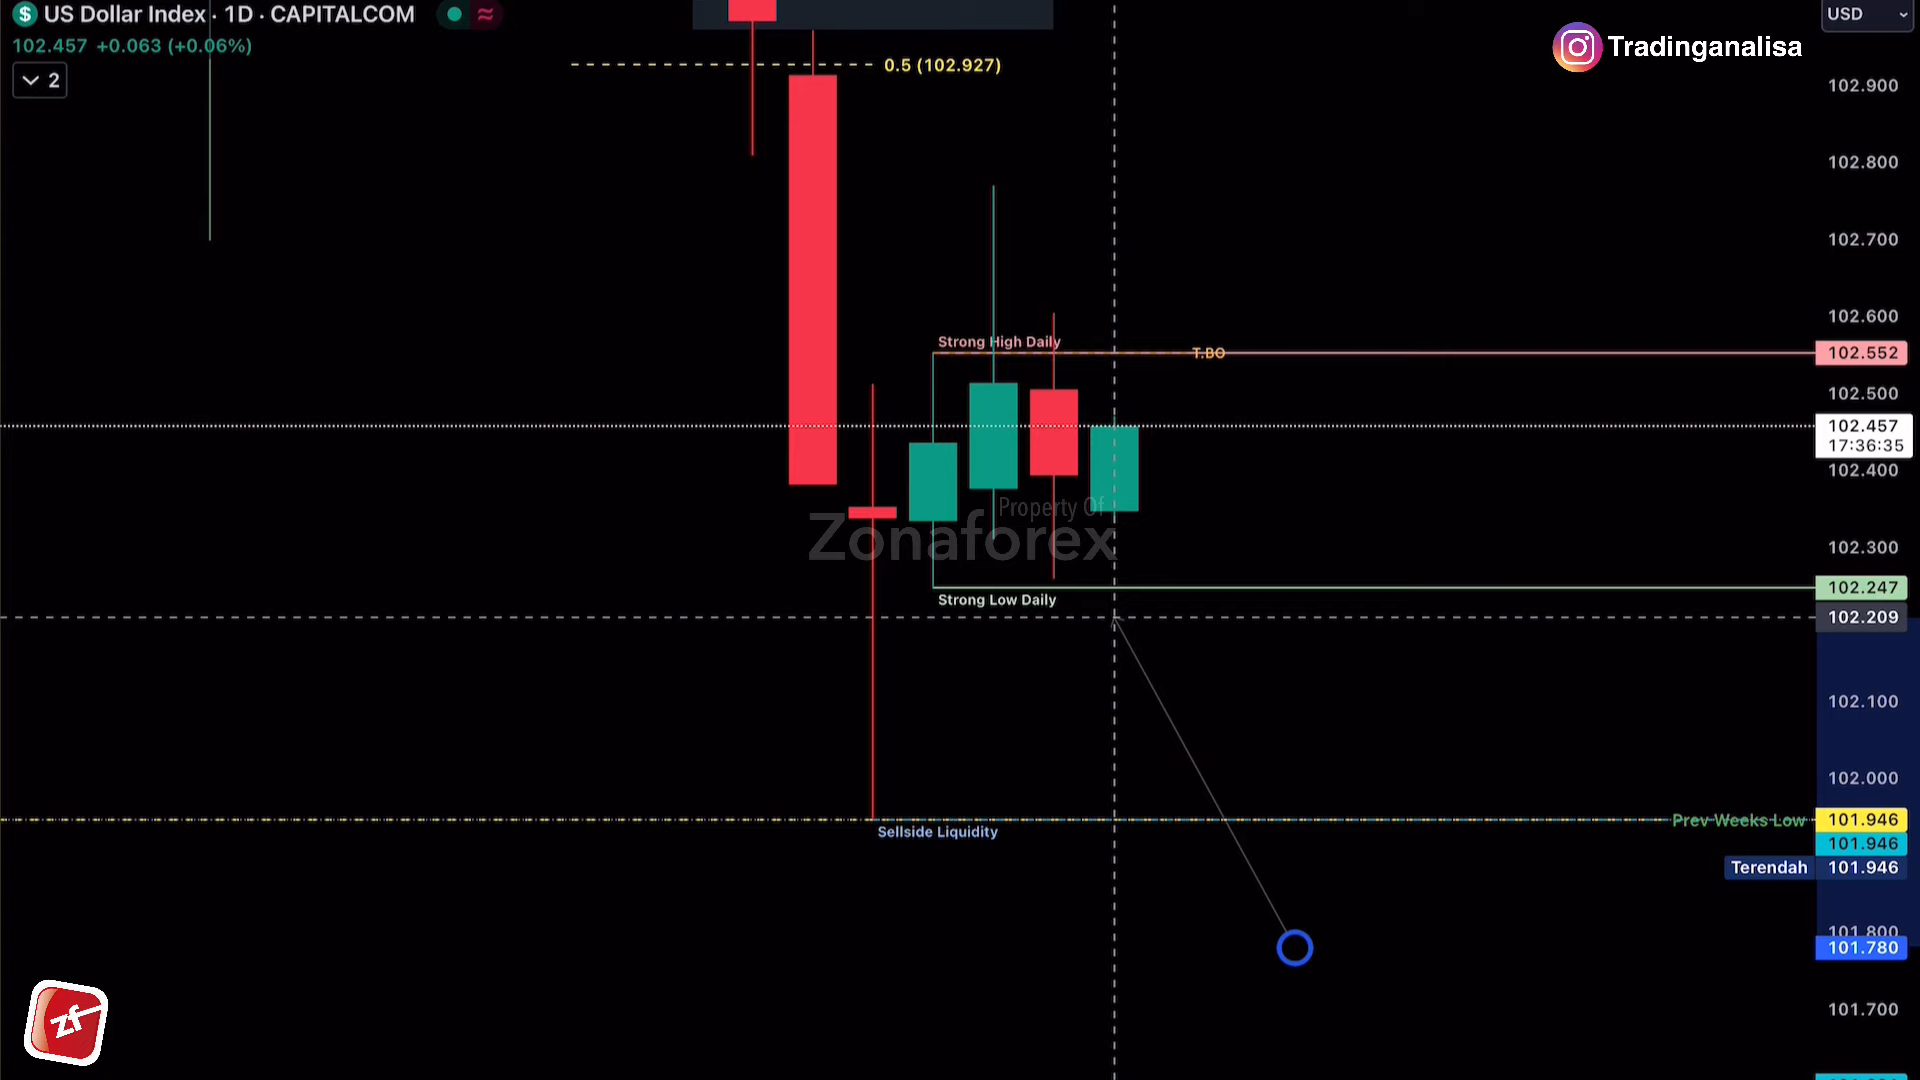 $ US Dollar Index · 1D · CAPITALCOM
102.457 +0.063 (+0.06%)
2
USD
Tradinganalisa
0.5 (102.927)
102.900
102.800
102.700
102.600
Strong High Daily
T.BO
102.552
102.500
102.457
17:36:35
102.400
Property Of
Zonaforex
102.300
102.247
Strong Low Daily
102.209
102.100
102.000
Prev Weeks Low
101.946
Sellside Liquidity
101.946
Terendah
101.946
101.800
101.780
101.700
zf